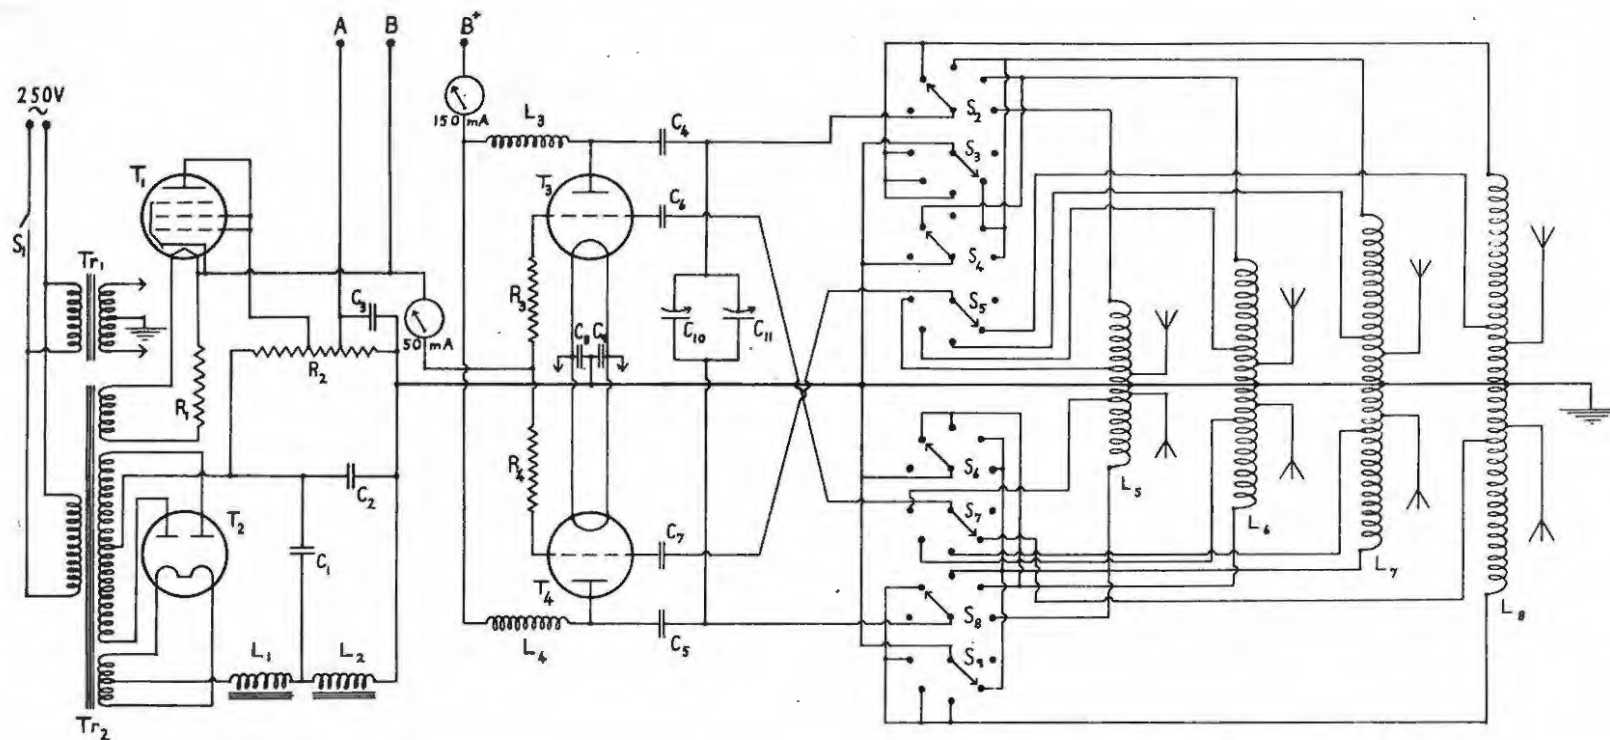 A B B+
250V
~
150 mA
L3
C4
S2
S3
T1
T3
C6
S1
Tr1
S4
C3
R3
S5
50 mA
C8 C9
C10 C11
R2
R1
R4
S6
C2
L5
T2
S7
L6
C1
C7
L7
T4
S8
L8
L4
C5
L1 L2
S9
Tr2